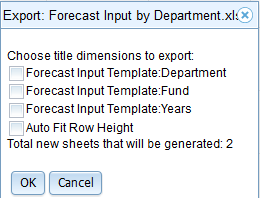 Export: Forecast Input by Department.xls
Choose title dimensions to export:
Forecast Input Template:Department
Forecast Input Template:Fund
Forecast Input Template:Years
Auto Fit Row Height
Total new sheets that will be generated: 2
OK
Cancel